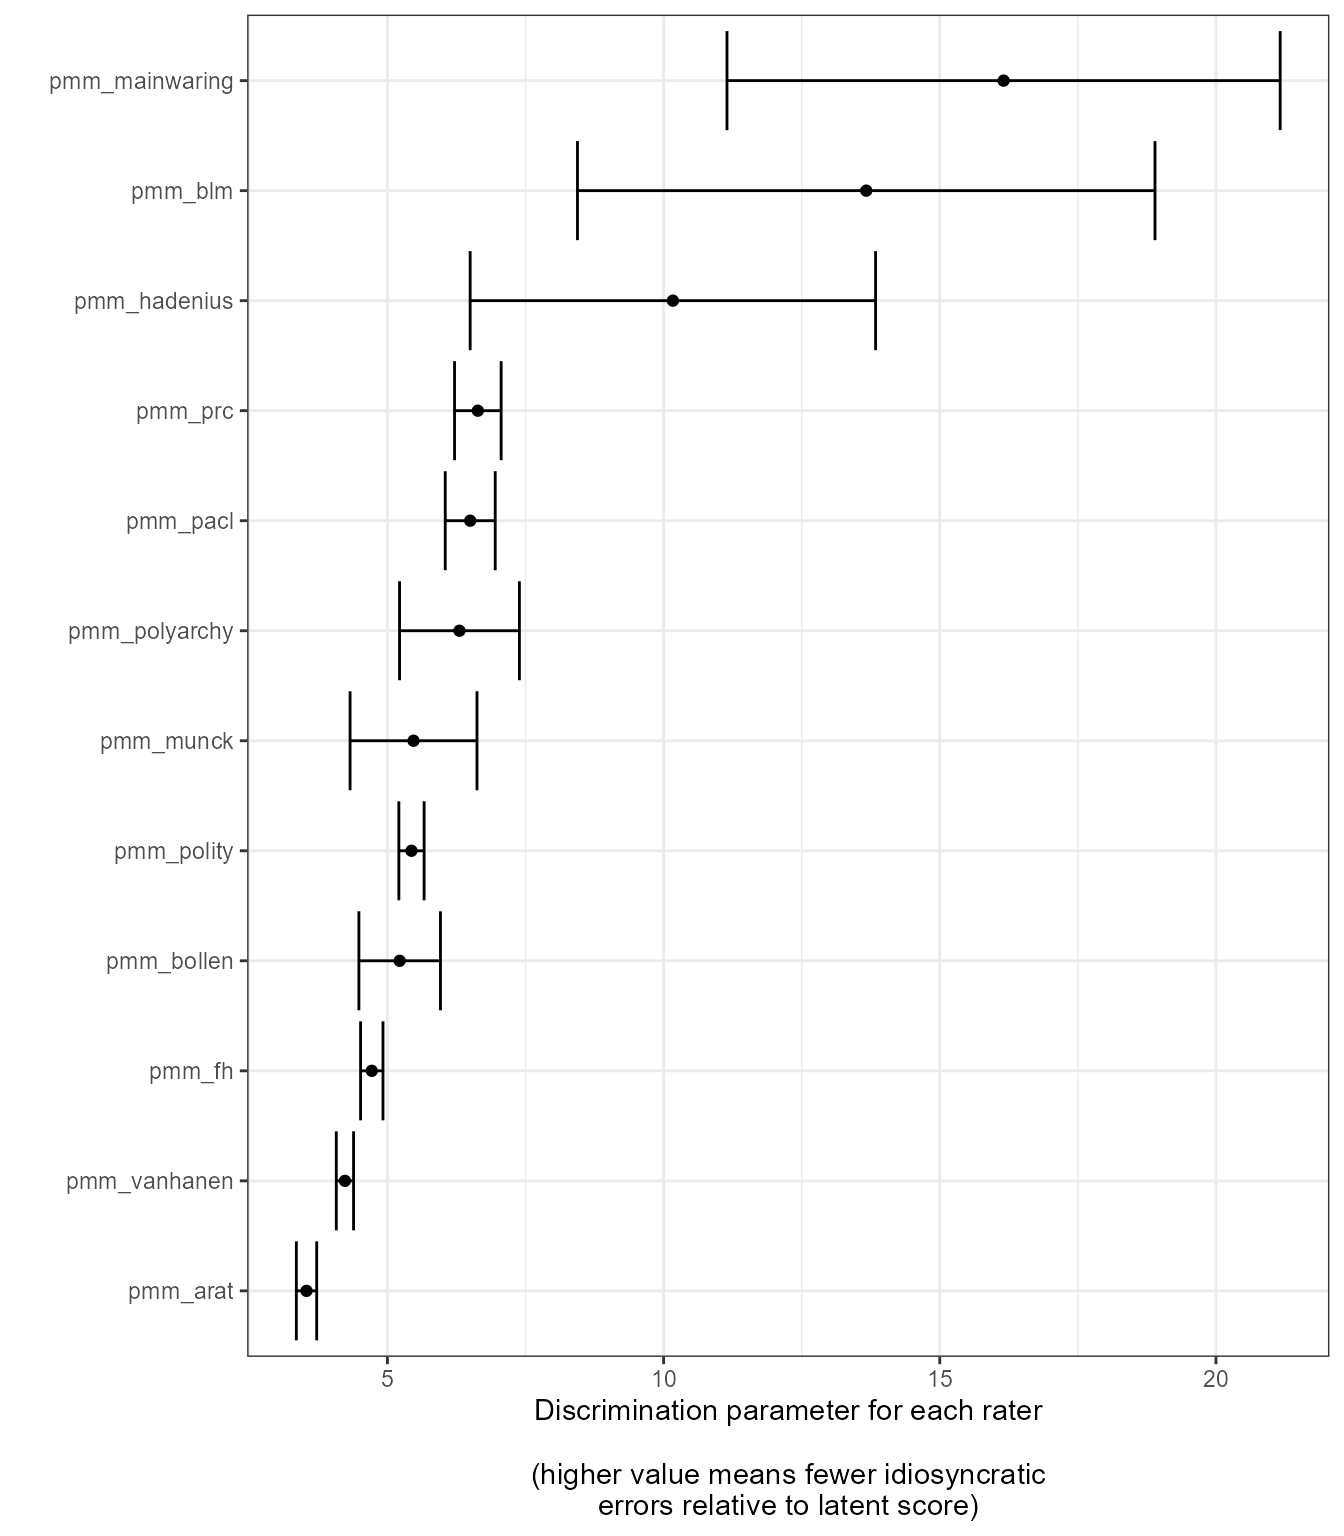 pmm_mainwaring
pmm_blm
pmm_hadenius
pmm_prc
pmm_pacl
pmm_polyarchy
pmm_munck
pmm_polity
pmm_bollen
pmm_fh
pmm_vanhanen
pmm_arat
5 10 15 20
Discrimination parameter for each rater
(higher value means fewer idiosyncratic
errors relative to latent score)